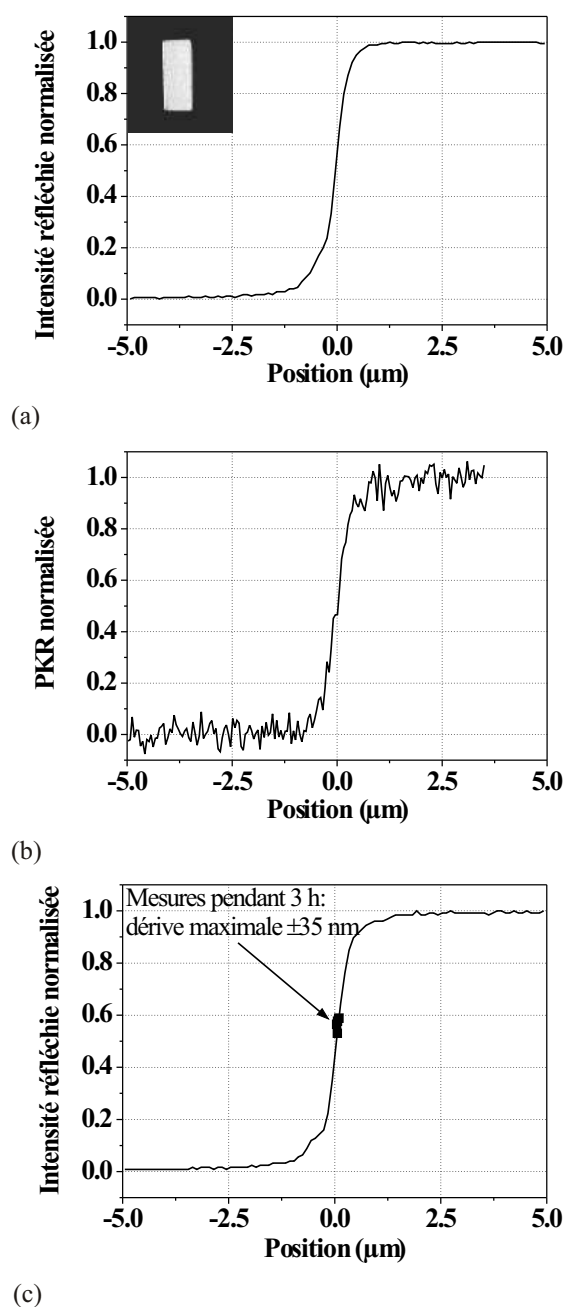 1.0
0.8
0.6
0.4
0.2
0.0
Intensité réfléchie normalisée
-5.0 -2.5 0.0 2.5 5.0
Position (µm)
(a)
1.0
0.8
0.6
0.4
0.2
0.0
PKR normalisée
-5.0 -2.5 0.0 2.5 5.0
Position (µm)
(b)
Mesures pendant 3 h:
dérive maximale ±35 nm
1.0
0.8
0.6
0.4
0.2
0.0
Intensité réfléchie normalisée
-5.0 -2.5 0.0 2.5 5.0
Position (µm)
(c)